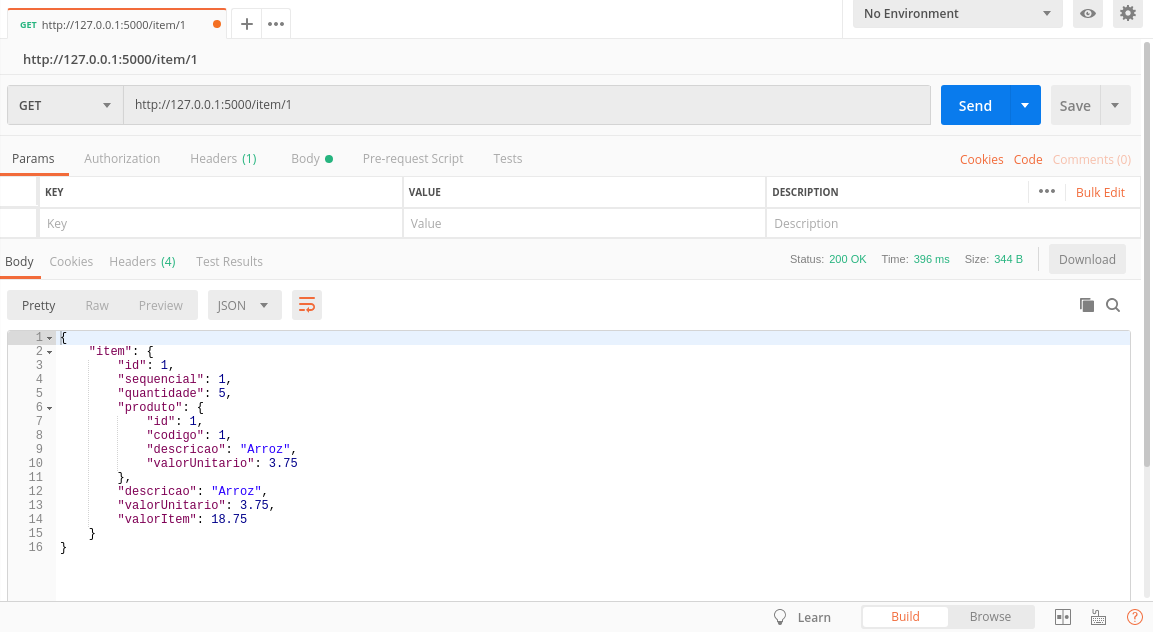 GET http://127.0.0.1:5000/item/1
No Environment
http://127.0.0.1:5000/item/1
GET http://127.0.0.1:5000/item/1 Send Save
Params Authorization Headers (1) Body Pre-request Script Tests Cookies Code Comments (0)
KEY VALUE DESCRIPTION Bulk Edit
Key Value Description
Body Cookies Headers (4) Test Results Status: 200 OK Time: 396 ms Size: 344 B Download
Pretty Raw Preview JSON
1 {
2 "item": {
3 "id": 1,
4 "sequencial": 1,
5 "quantidade": 5,
6 "produto": {
7 "id": 1,
8 "codigo": 1,
9 "descricao": "Arroz",
10 "valorUnitario": 3.75
11 },
12 "descricao": "Arroz",
13 "valorUnitario": 3.75,
14 "valorItem": 18.75
15 }
16 }
Learn Build Browse ?